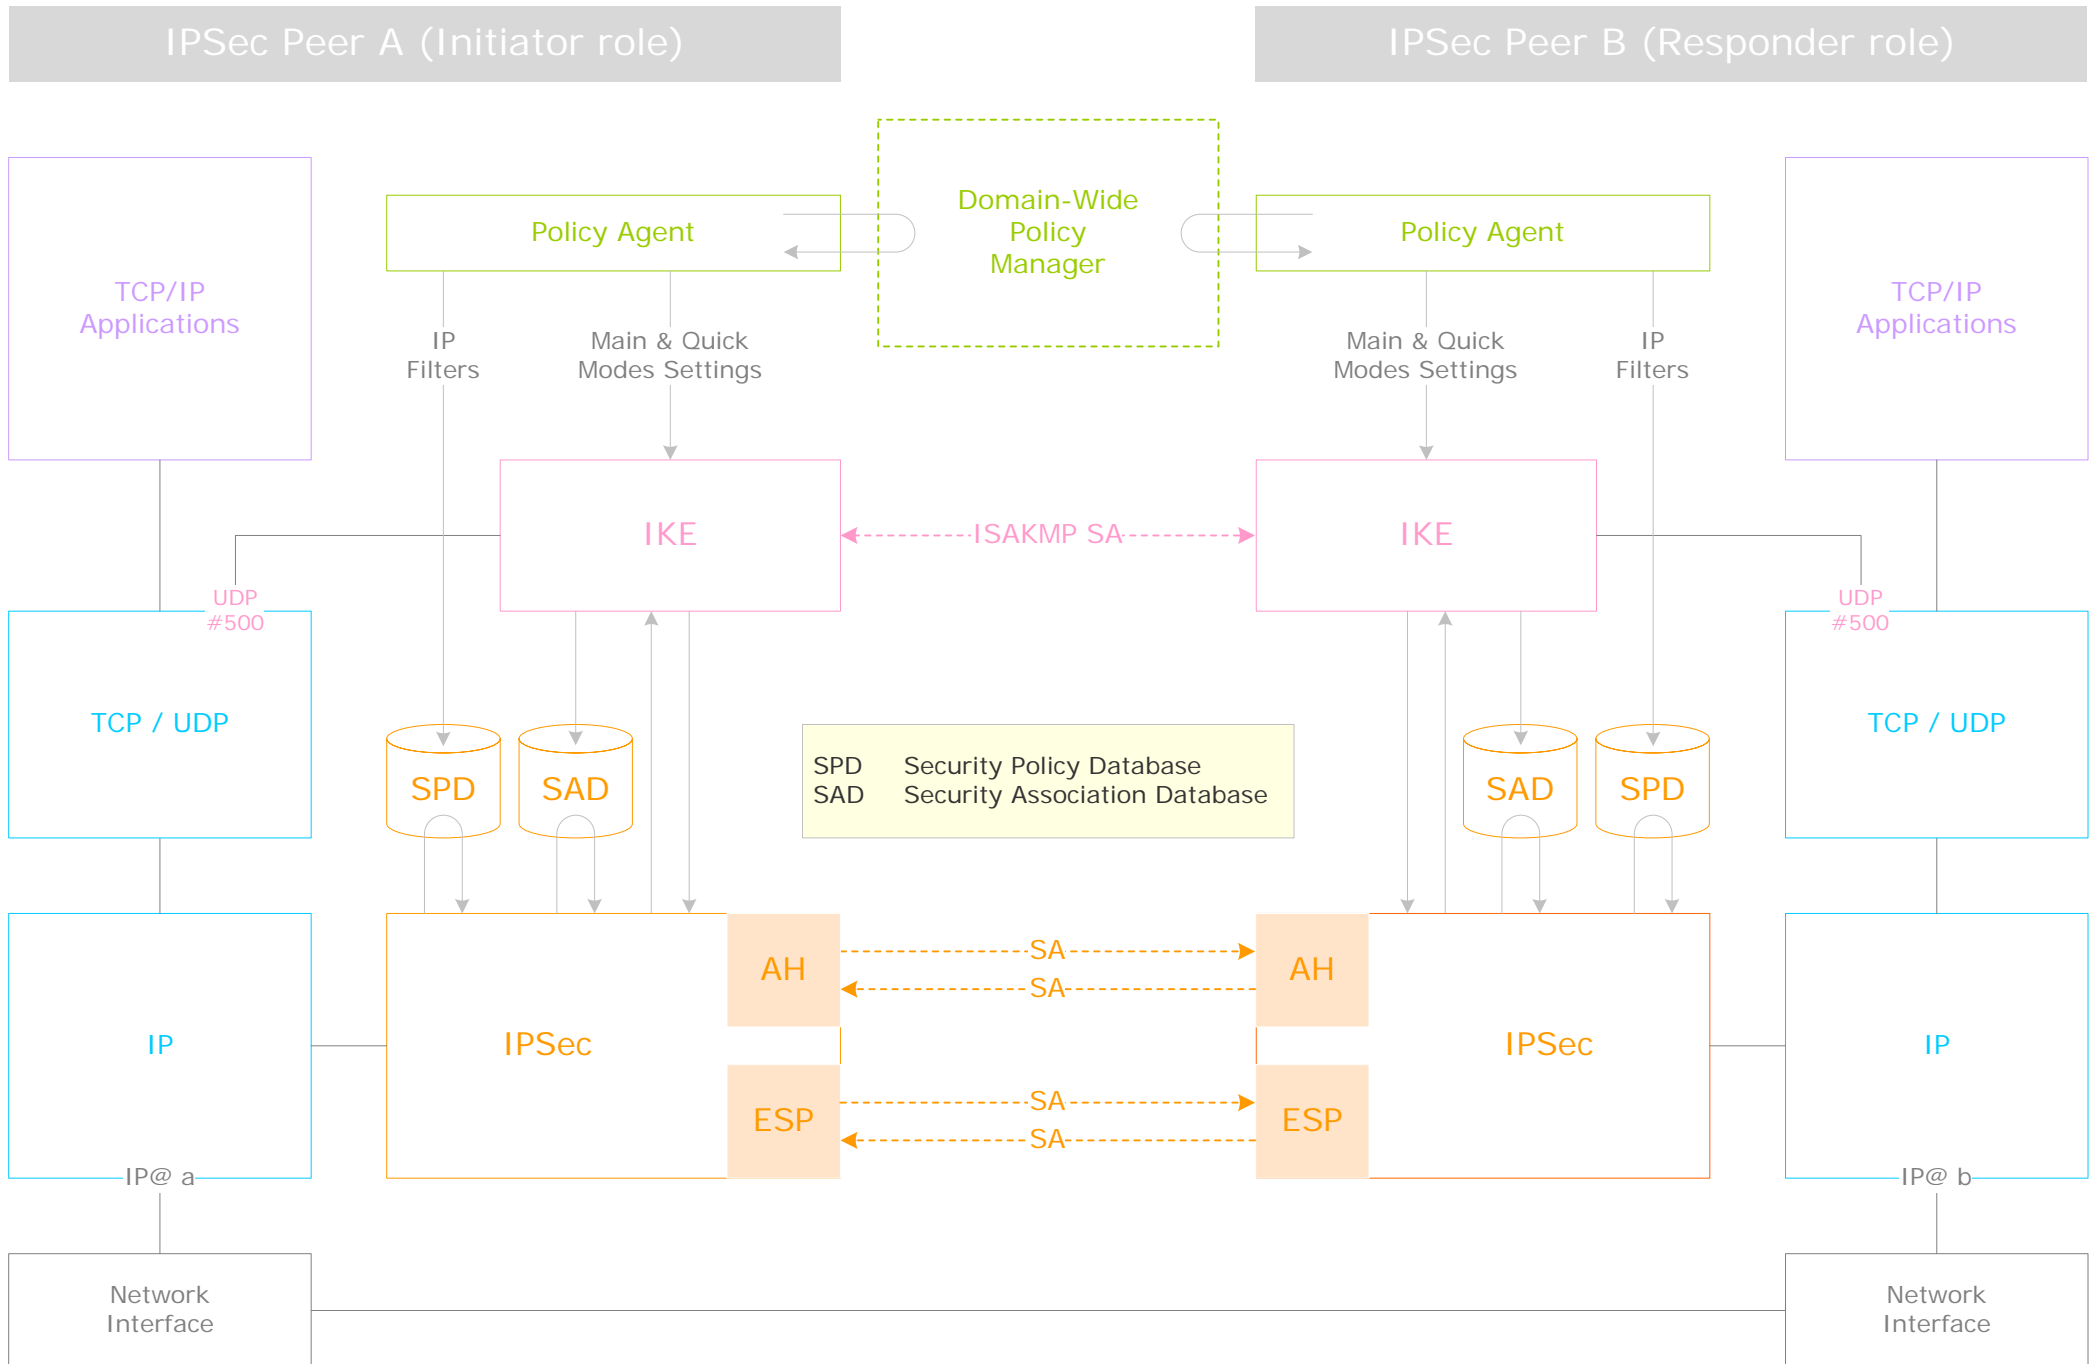 IPSec Peer A (Initiator role)
IPSec Peer B (Responder role)
Domain-Wide
Policy
Manager
Policy Agent
Policy Agent
TCP/IP
Applications
TCP/IP
Applications
IP
Filters
Main & Quick
Modes Settings
Main & Quick
Modes Settings
IP
Filters
IKE
ISAKMP SA
IKE
UDP
#500
UDP
#500
TCP / UDP
TCP / UDP
SPD
SAD
SPD Security Policy Database
SAD Security Association Database
SAD
SPD
AH
SA
SA
AH
IP
IPSec
IPSec
IP
ESP
SA
SA
ESP
IP@ a
IP@ b
Network
Interface
Network
Interface